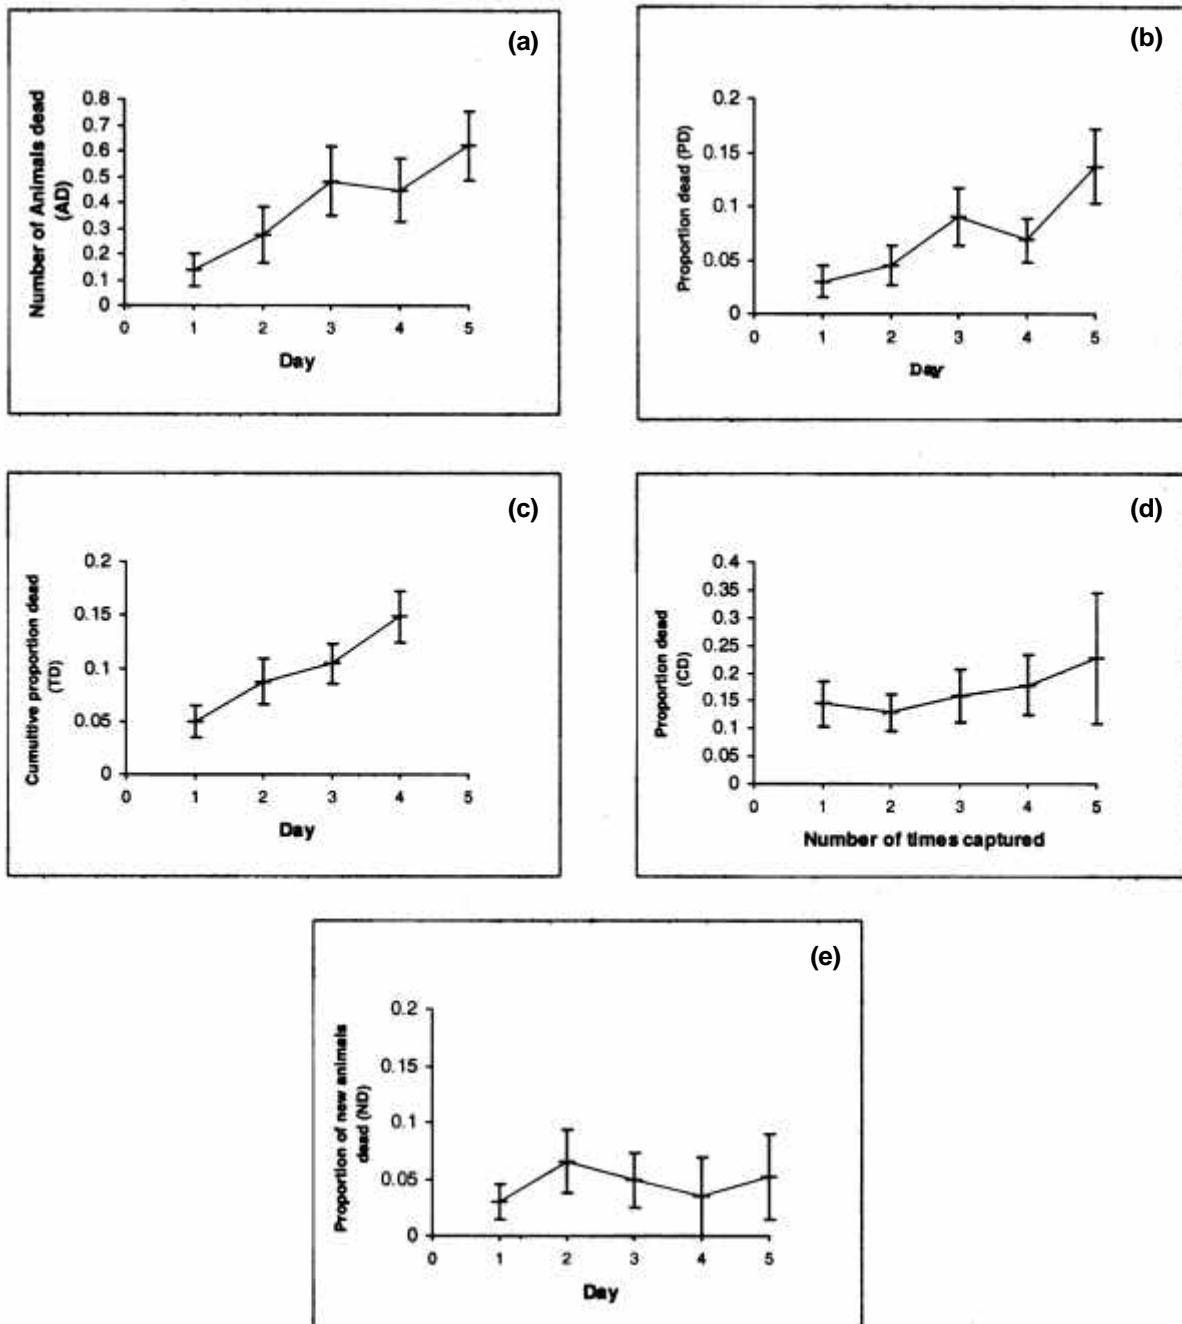 (a)
Number of Animals dead
(AD)
0.8
0.7
0.6
0.5
0.4
0.3
0.2
0.1
0
0 1 2 3 4 5
Day
(b)
Proportion dead (PD)
0.2
0.15
0.1
0.05
0
0 1 2 3 4 5
Day
(c)
Cumultive proportion dead
(TD)
0.2
0.15
0.1
0.05
0
0 1 2 3 4 5
Day
(d)
Proportion dead
(CD)
0.4
0.35
0.3
0.25
0.2
0.15
0.1
0.05
0
0 1 2 3 4 5
Number of times captured
(e)
Proportion of new animals
dead (ND)
0.2
0.15
0.1
0.05
0
0 1 2 3 4 5
Day